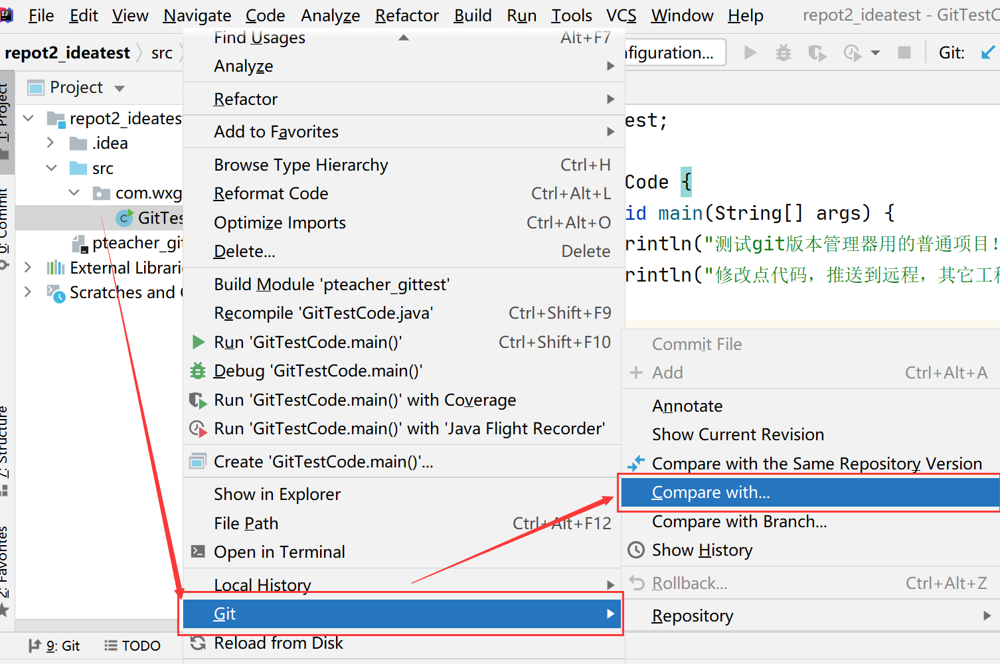 File Edit View Navigate Code Analyze Refactor Build Run Tools VCS Window Help repot2_ideatest - GitTestC
repot2_ideatest src
figuration... Git:
Project
1: Project
repot2_ideates
.idea
src
com.wxg
GitTes
pteacher_git
External Librari
Scratches and
0: Commit
7: Structure
2: Favorites
Find Usages Alt+F7
Analyze
Refactor
Add to Favorites
Browse Type Hierarchy Ctrl+H
Reformat Code Ctrl+Alt+L
Optimize Imports Ctrl+Alt+O
Delete... Delete
Build Module 'pteacher_gittest'
Recompile 'GitTestCode.java' Ctrl+Shift+F9
Run 'GitTestCode.main()' Ctrl+Shift+F10
Debug 'GitTestCode.main()'
Run 'GitTestCode.main()' with Coverage
Run 'GitTestCode.main()' with 'Java Flight Recorder'
Create 'GitTestCode.main()'...
Show in Explorer
File Path Ctrl+Alt+F12
Open in Terminal
Local History
Git
Reload from Disk
est;
Code {
id main(String[] args) {
rintln("测试git版本管理器用的普通项目!
rintln("修改点代码，推送到远程，其它工程
Commit File
Add Ctrl+Alt+A
Annotate
Show Current Revision
Compare with the Same Repository Version
Compare with...
Compare with Branch...
Show History
Rollback... Ctrl+Alt+Z
Repository
9: Git TODO